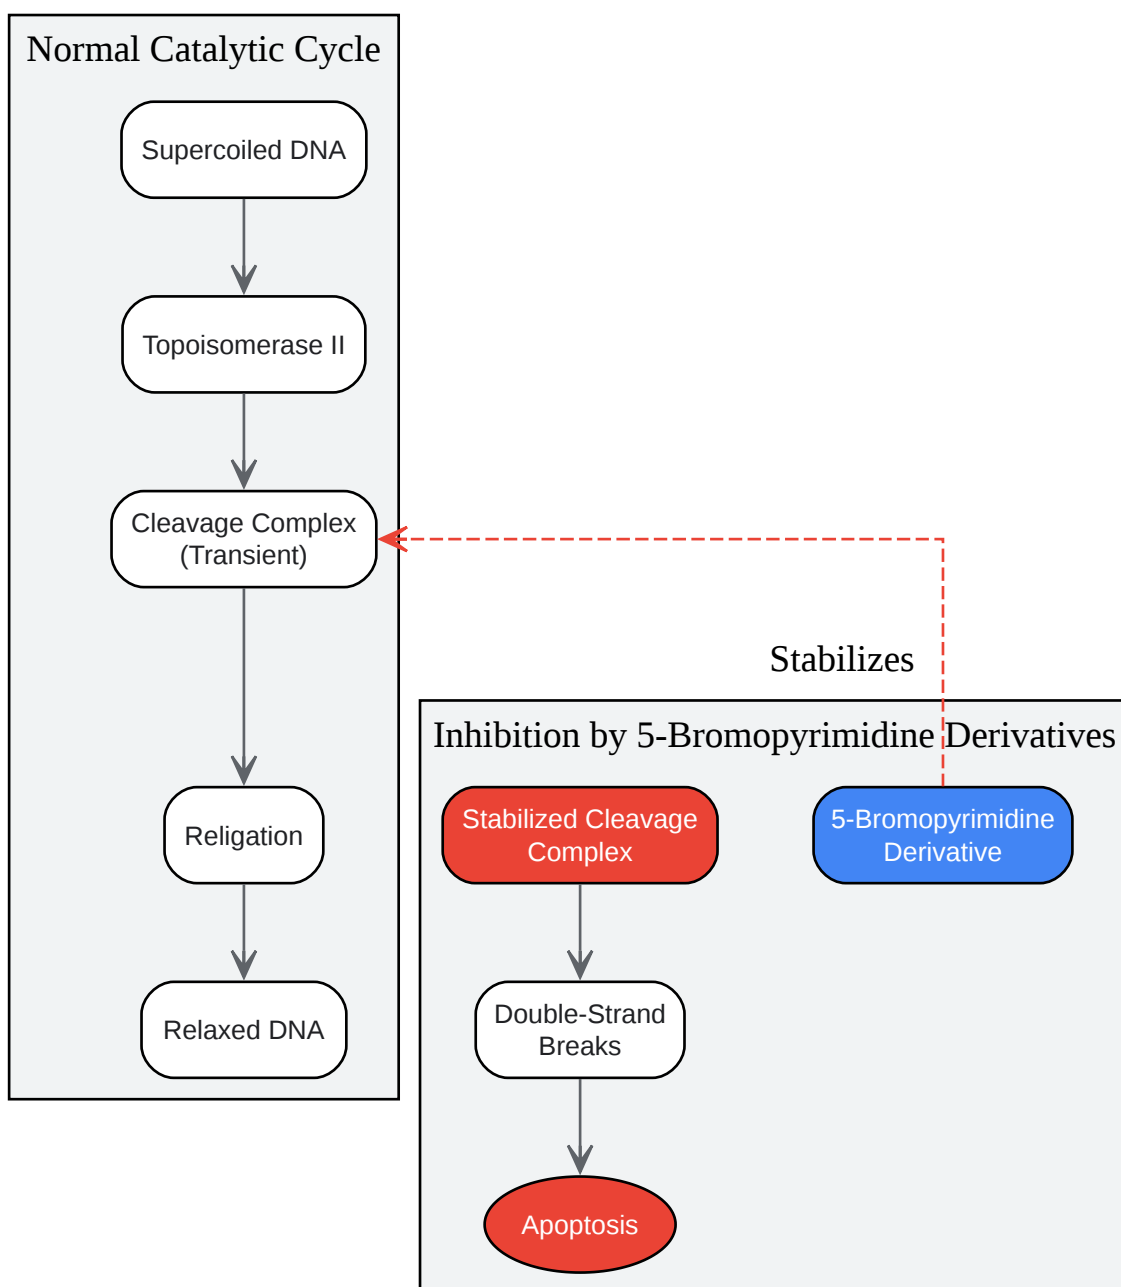 Normal Catalytic Cycle
Supercoiled DNA
Topoisomerase II
Cleavage Complex
(Transient)
Religation
Relaxed DNA
Stabilizes
Inhibition by 5-Bromopyrimidine Derivatives
Stabilized Cleavage
Complex
5-Bromopyrimidine
Derivative
Double-Strand
Breaks
Apoptosis